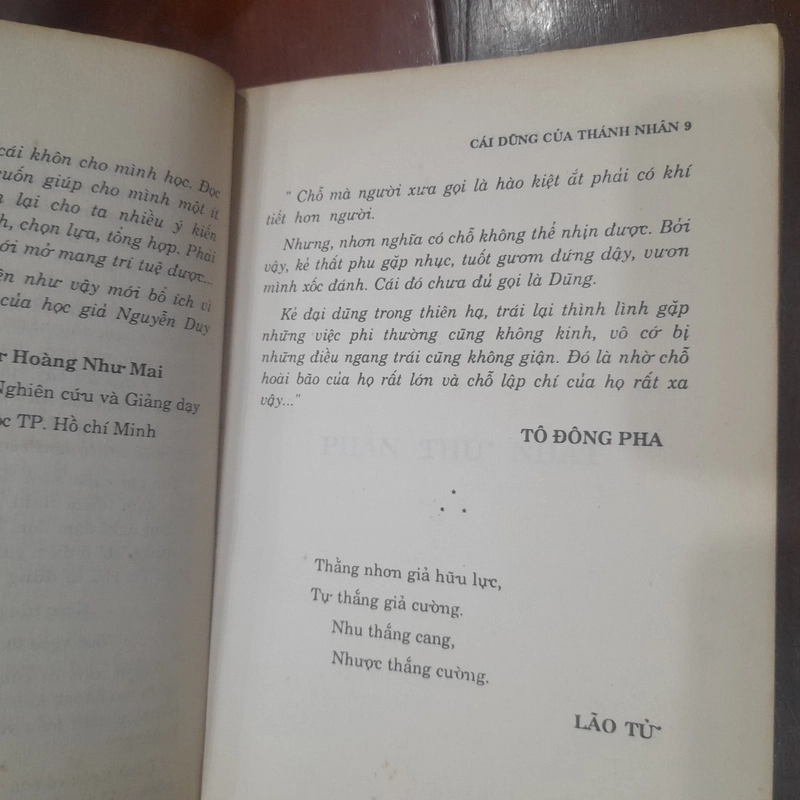 cái khôn cho mình học. Đọc
cuốn giúp cho mình một ít
lại cho ta nhiều ý kiến
chọn lựa, tổng hợp. Phải
mở mang trí tuệ được...
như vậy mới bổ ích vì
của học giả Nguyễn Duy
Hoàng Như Mai
Nghiên cứu và Giảng dạy
TP. Hồ chí Minh
CÁI DŨNG CỦA THÁNH NHÂN 9
" Chỗ mà người xưa gọi là hào kiệt ắt phải có khí
tiết hơn người.
Nhưng, nhơn nghĩa có chỗ không thể nhịn được. Bởi
vậy, kẻ thất phu gặp nhục, tuốt gươm đứng dậy, vươn
mình xốc đánh. Cái đó chưa đủ gọi là Dũng.
Kẻ đại dũng trong thiên hạ, trái lại thình lình gặp
những việc phi thường cũng không kinh, vô cớ bị
những điều ngang trái cũng không giận. Đó là nhờ chỗ
hoài bão của họ rất lớn và chỗ lập chí của họ rất xa
vậy..."
TÔ ĐÔNG PHA
PHẦN THỨ NHẤT
Thắng nhơn giả hữu lực,
Tự thắng giả cường.
Nhu thắng cang,
Nhược thắng cường.
LÃO TỬ